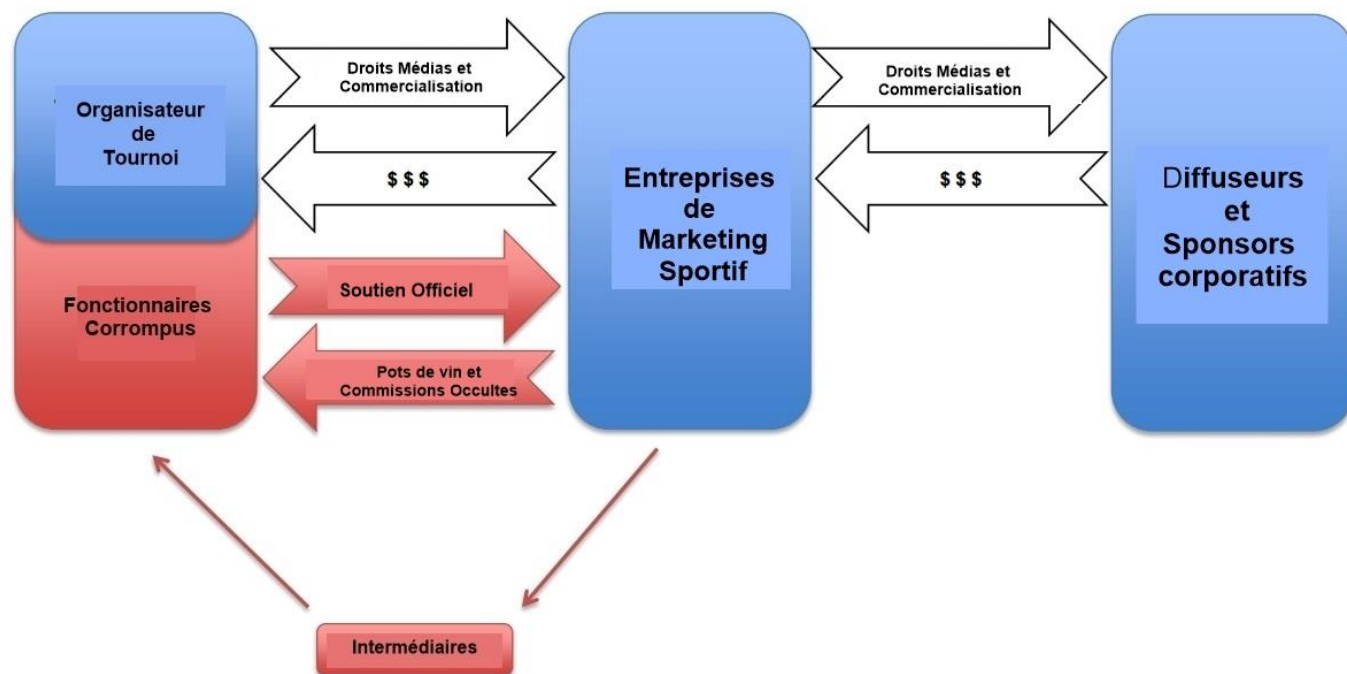 Organisateur
de
Tournoi
Droits Médias et
Commercialisation
$ $ $
Fonctionnaires
Corrompus
Soutien Officiel
Pots de vin et
Commissions Occultes
Entreprises
de
Marketing
Sportif
Droits Médias et
Commercialisation
$ $ $
Diffuseurs
et
Sponsors
corporatifs
Intermédiaires